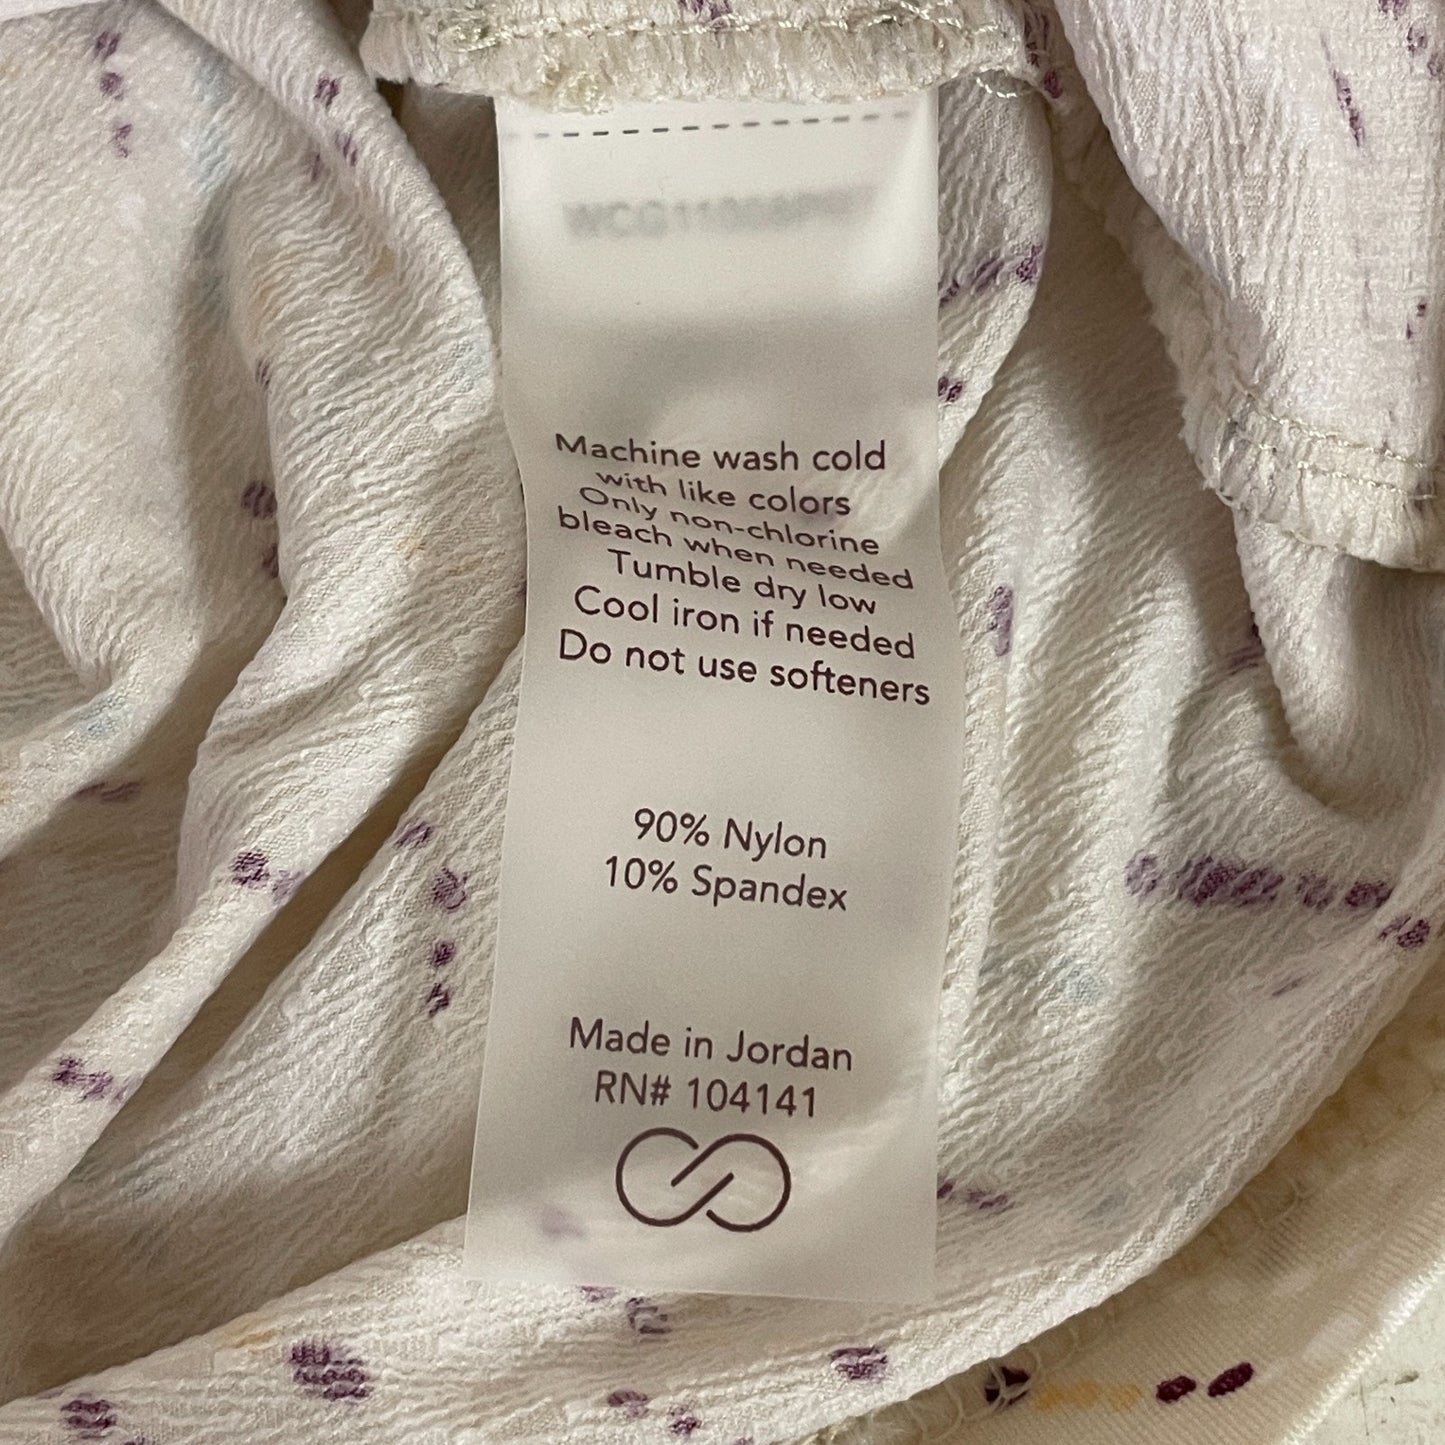 Machine wash cold
with like colors
Only non-chlorine
bleach when needed
Tumble dry low
Cool iron if needed
Do not use softeners
90% Nylon
10% Spandex
Made in Jordan
RN# 104141